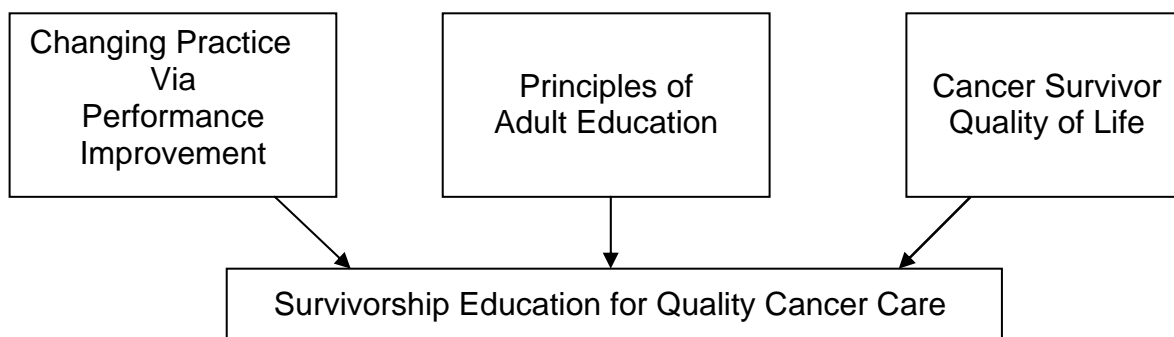 Changing Practice
Via
Performance
Improvement
Principles of
Adult Education
Cancer Survivor
Quality of Life
Survivorship Education for Quality Cancer Care